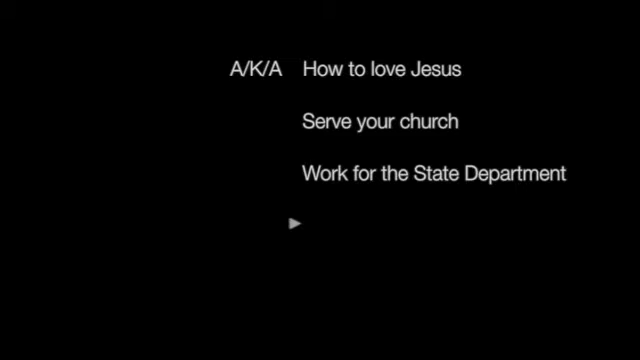 A/K/A How to love Jesus
Serve your church
Work for the State Department